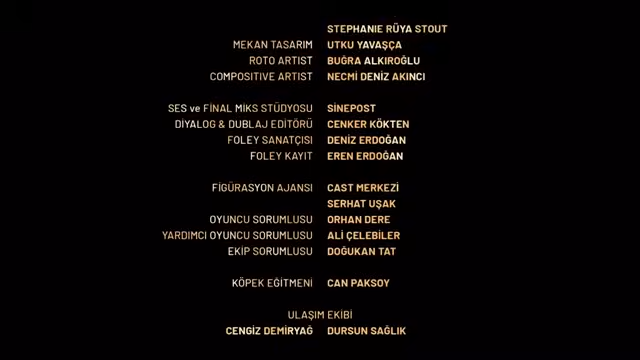 STEPHANIE RÜYA STOUT
MEKAN TASARIM UTKU YAVAŞÇA
ROTO ARTIST BUĞRA ALKIROĞLU
COMPOSITIVE ARTIST NECMİ DENİZ AKINCI
SES ve FİNAL MİKS STÜDYOSU SİNEPOST
DİYALOG & DUBLAJ EDİTÖRÜ CENKER KÖKTEN
FOLEY SANATÇISI DENİZ ERDOĞAN
FOLEY KAYIT EREN ERDOĞAN
FİGÜRASYON AJANSI CAST MERKEZİ
SERHAT UŞAK
OYUNCU SORUMLUSU ORHAN DERE
YARDIMCI OYUNCU SORUMLUSU ALİ ÇELEBİLER
EKİP SORUMLUSU DOĞUKAN TAT
KÖPEK EĞİTMENİ CAN PAKSOY
ULAŞIM EKİBİ
CENGİZ DEMİRYAĞ DURSUN SAĞLIK